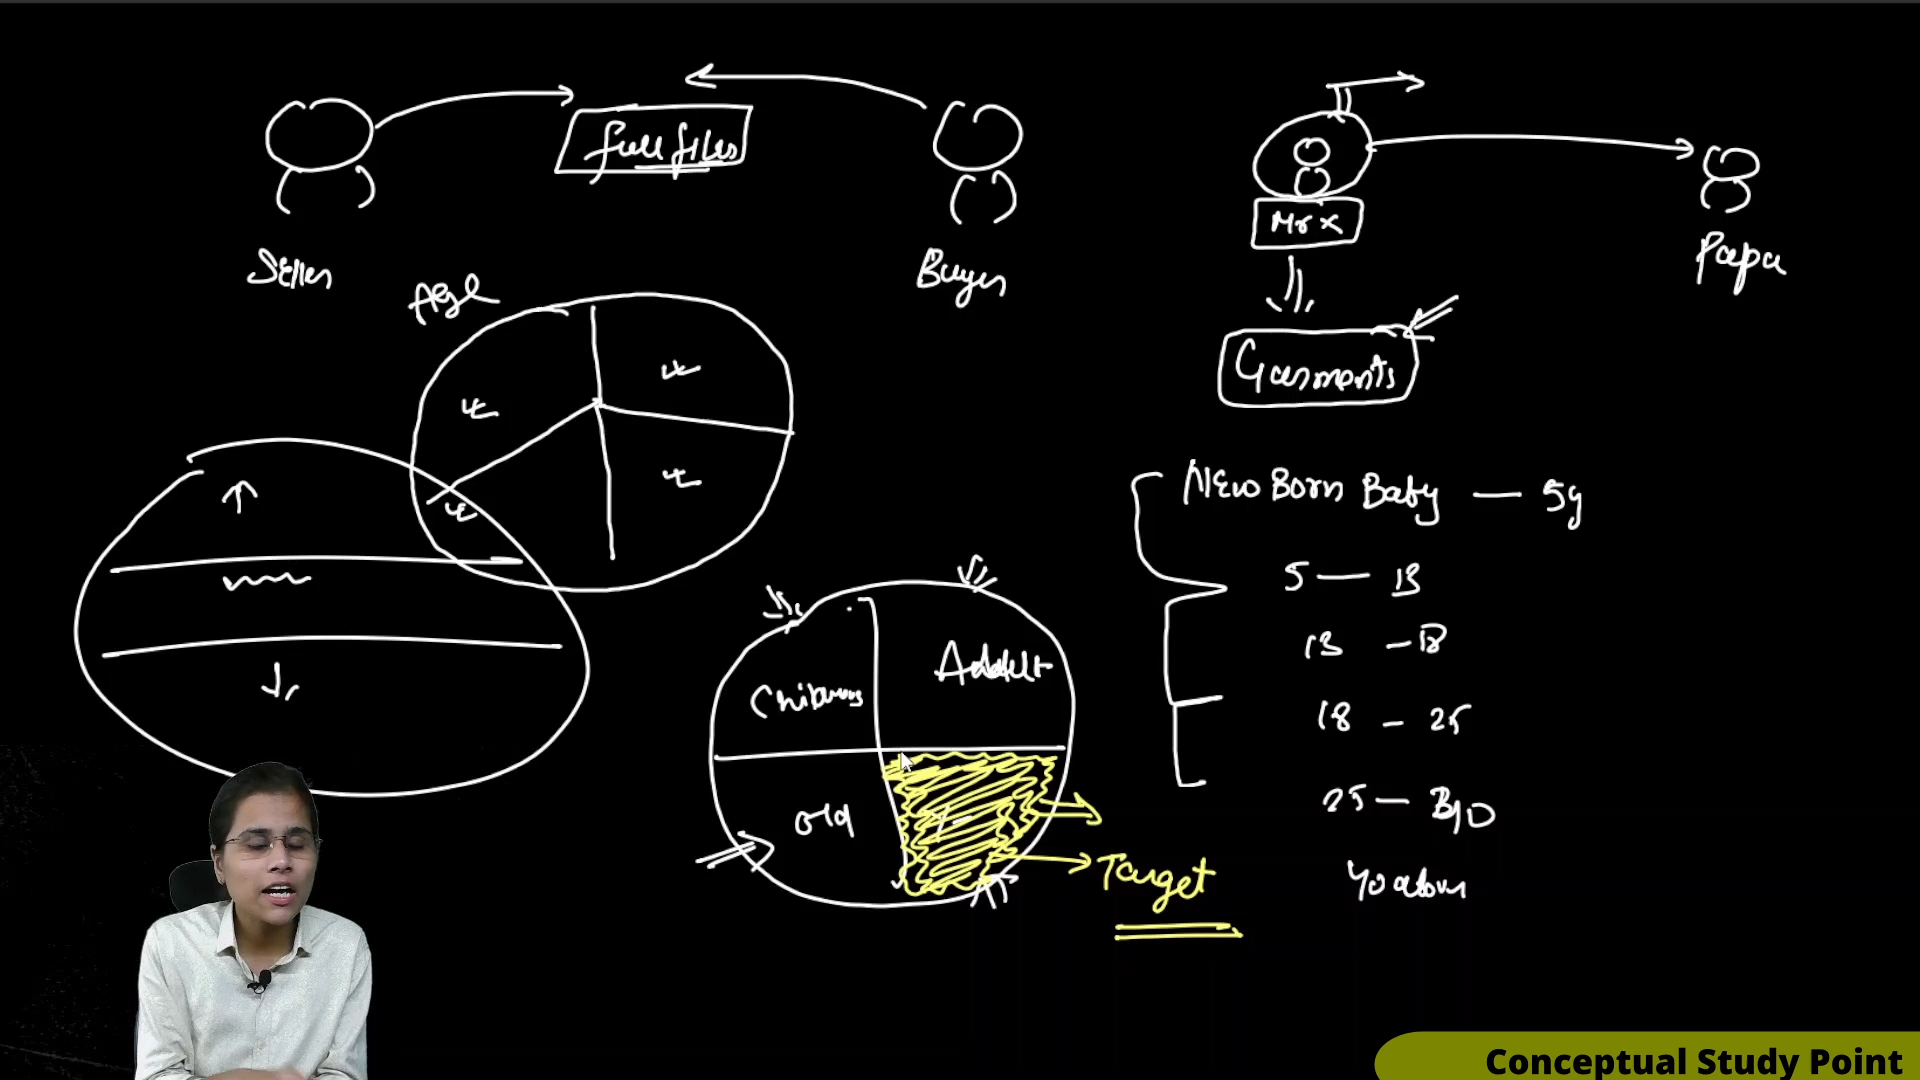 full files
Seller
Buyer
Age
Mr X
Papa
Garments
New Born Baby — 5y
5 — 13
13 - 18
18 - 25
Adult
old
Target
40 above
Conceptual Study Point